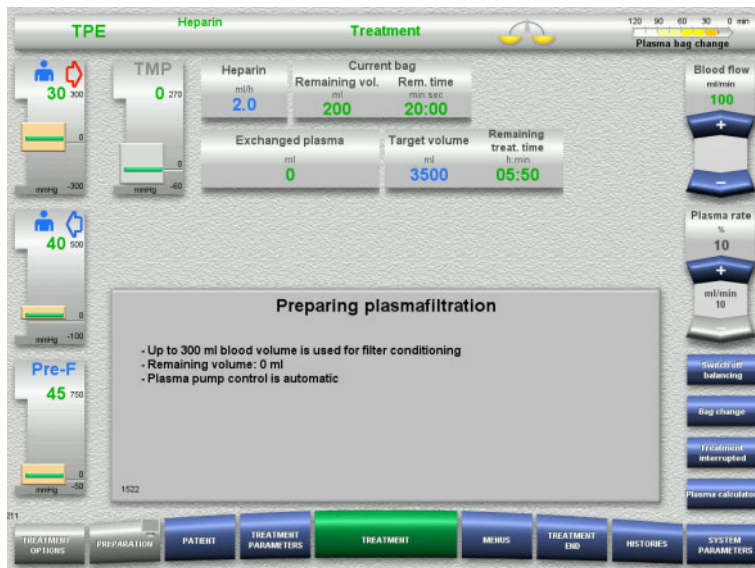 TPE
Heparin
Treatment
120 90 60 30 0 min
Plasma bag change
30 300
0
mmHg -300
TMP
0 270
0
mmHg -60
Heparin
ml/h
2.0
Current bag
Remaining vol. Rem. time
ml min:sec
200 20:00
Exchanged plasma
ml
0
Target volume
ml
3500
Remaining
treat. time
h:min
05:50
Blood flow
ml/min
100
+
–
40 500
0
mmHg -100
Plasma rate
%
10
+
ml/min
10
–
Pre-F
45 750
0
mmHg -50
Preparing plasmafiltration
- Up to 300 ml blood volume is used for filter conditioning
- Remaining volume: 0 ml
- Plasma pump control is automatic
1522
Switch off
balancing
Bag change
Treatment
interrupted
Plasma calculator
211
TREATMENT
OPTIONS
PREPARATION
PATIENT
TREATMENT
PARAMETERS
TREATMENT
MENUS
TREATMENT
END
HISTORIES
SYSTEM
PARAMETERS